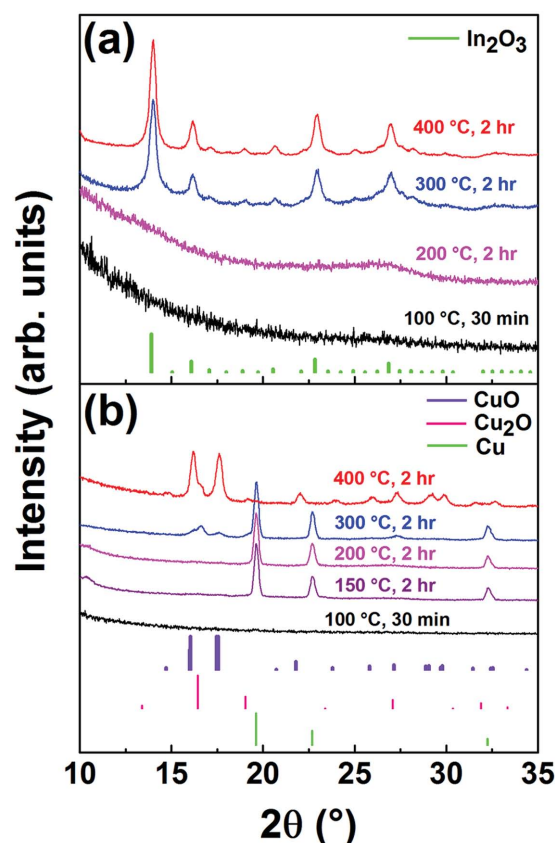 (a)
In₂O₃
400 °C, 2 hr
300 °C, 2 hr
200 °C, 2 hr
100 °C, 30 min
(b)
CuO
Cu₂O
Cu
400 °C, 2 hr
300 °C, 2 hr
200 °C, 2 hr
150 °C, 2 hr
100 °C, 30 min
Intensity (arb. units)
10 15 20 25 30 35
2θ (°)